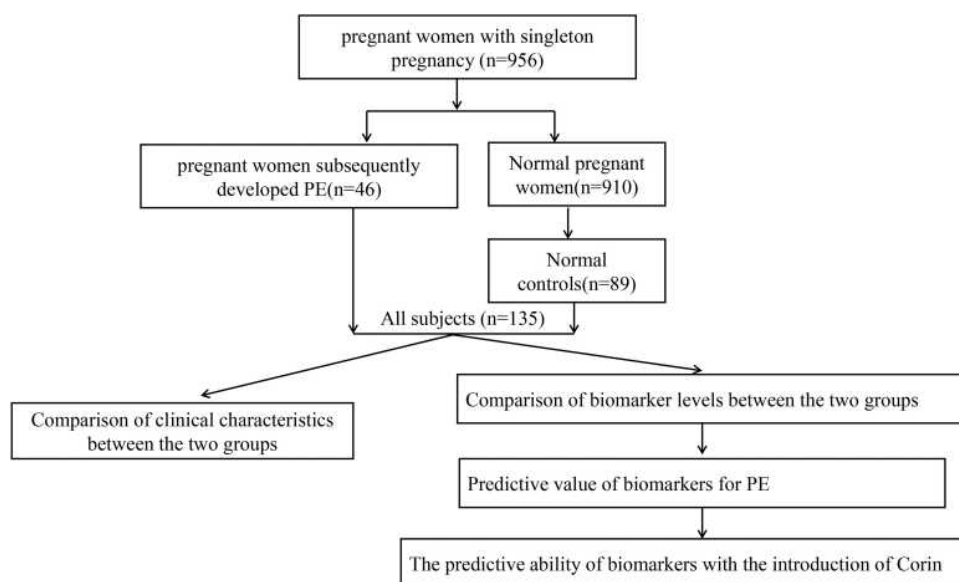 pregnant women with singleton
pregnancy (n=956)
pregnant women subsequently
developed PE(n=46)
Normal pregnant
women(n=910)
Normal
controls(n=89)
All subjects (n=135)
Comparison of clinical characteristics
between the two groups
Comparison of biomarker levels between the two groups
Predictive value of biomarkers for PE
The predictive ability of biomarkers with the introduction of Corin